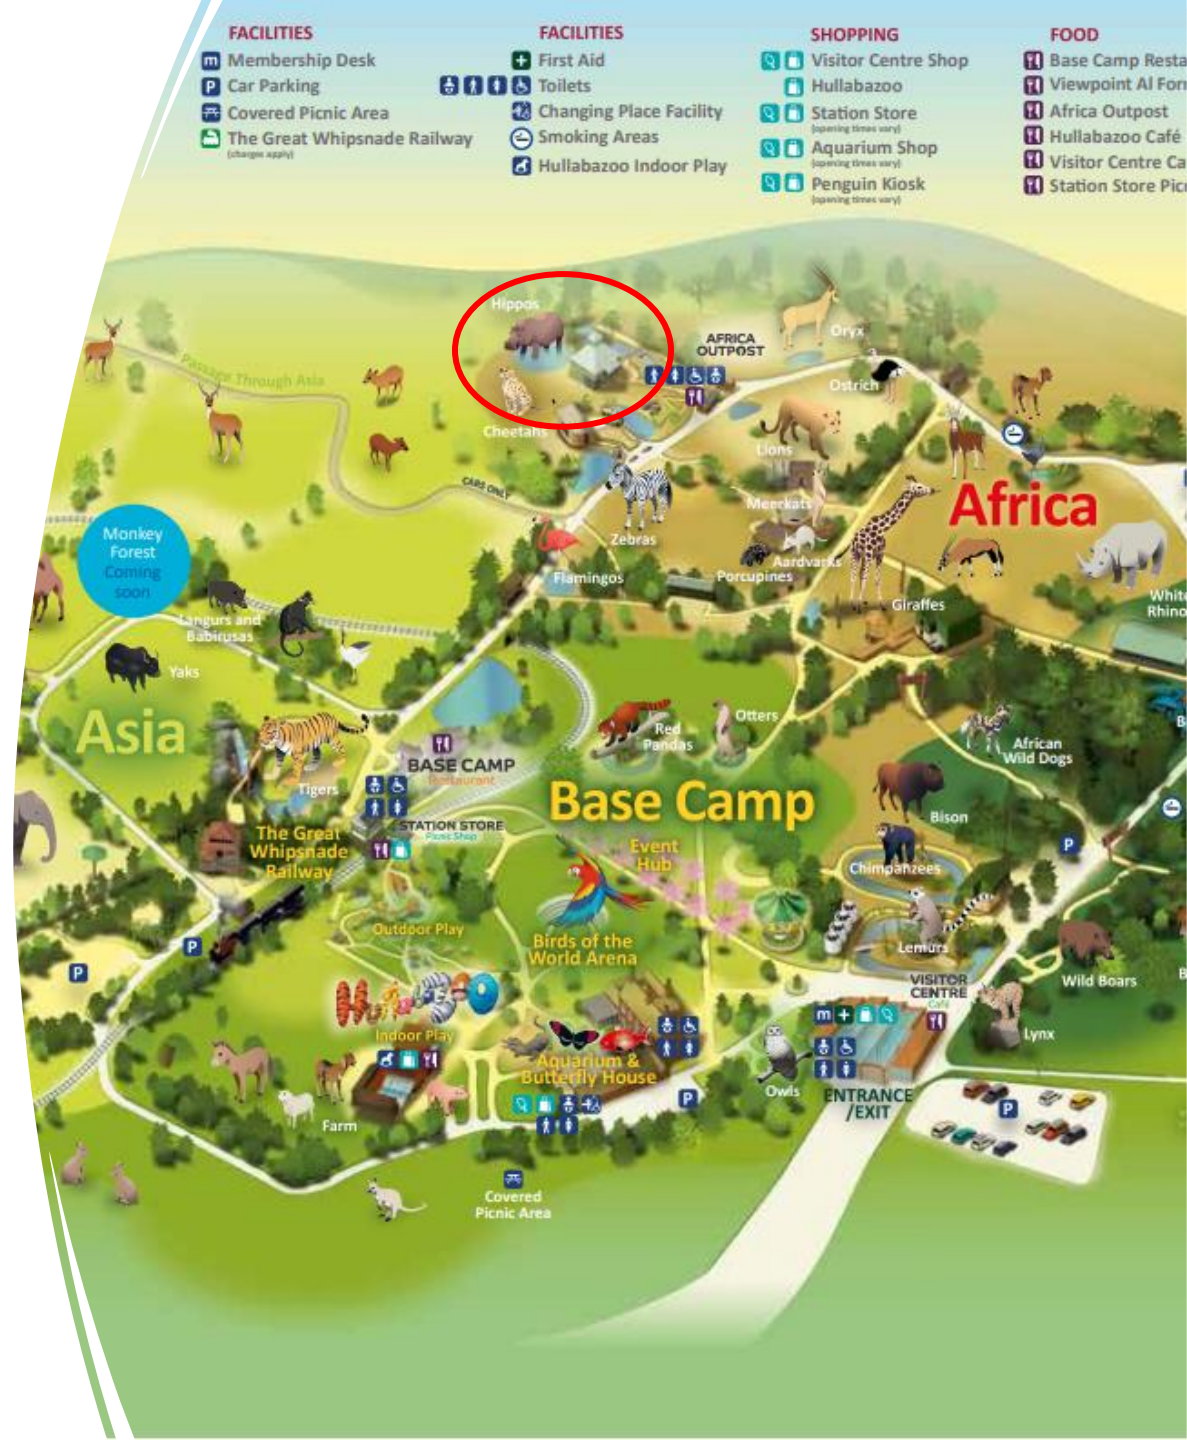 FACILITIES
Membership Desk
Car Parking
Covered Picnic Area
The Great Whipsnade Railway
(charges apply)
FACILITIES
First Aid
Toilets
Changing Place Facility
Smoking Areas
Hullabazoo Indoor Play
SHOPPING
Visitor Centre Shop
Hullabazoo
Station Store
(opening times vary)
Aquarium Shop
(opening times vary)
Penguin Kiosk
(opening times vary)
FOOD
Base Camp Resta
Viewpoint Al For
Africa Outpost
Hullabazoo Café
Visitor Centre Ca
Station Store Pic
Hippos
Cheetahs
AFRICA
OUTPOST
Oryx
Ostrich
Passage Through Asia
CARS ONLY
Lions
Meerkats
Aardvarks
Porcupines
Zebras
Flamingos
Africa
Giraffes
White
Rhino
Monkey
Forest
Coming
soon
Langurs and
Babirusas
Yaks
Asia
Tigers
BASE CAMP
Restaurant
STATION STORE
Picnic Shop
The Great
Whipsnade
Railway
Red
Pandas
Otters
Base Camp
Event
Hub
African
Wild Dogs
Bison
Chimpanzees
Lemurs
Outdoor Play
Birds of the
World Arena
VISITOR
CENTRE
Café
Wild Boars
Lynx
Indoor Play
Aquarium &
Butterfly House
Owls
ENTRANCE
/EXIT
Farm
Covered
Picnic Area
P
P
P
P
P
B
B